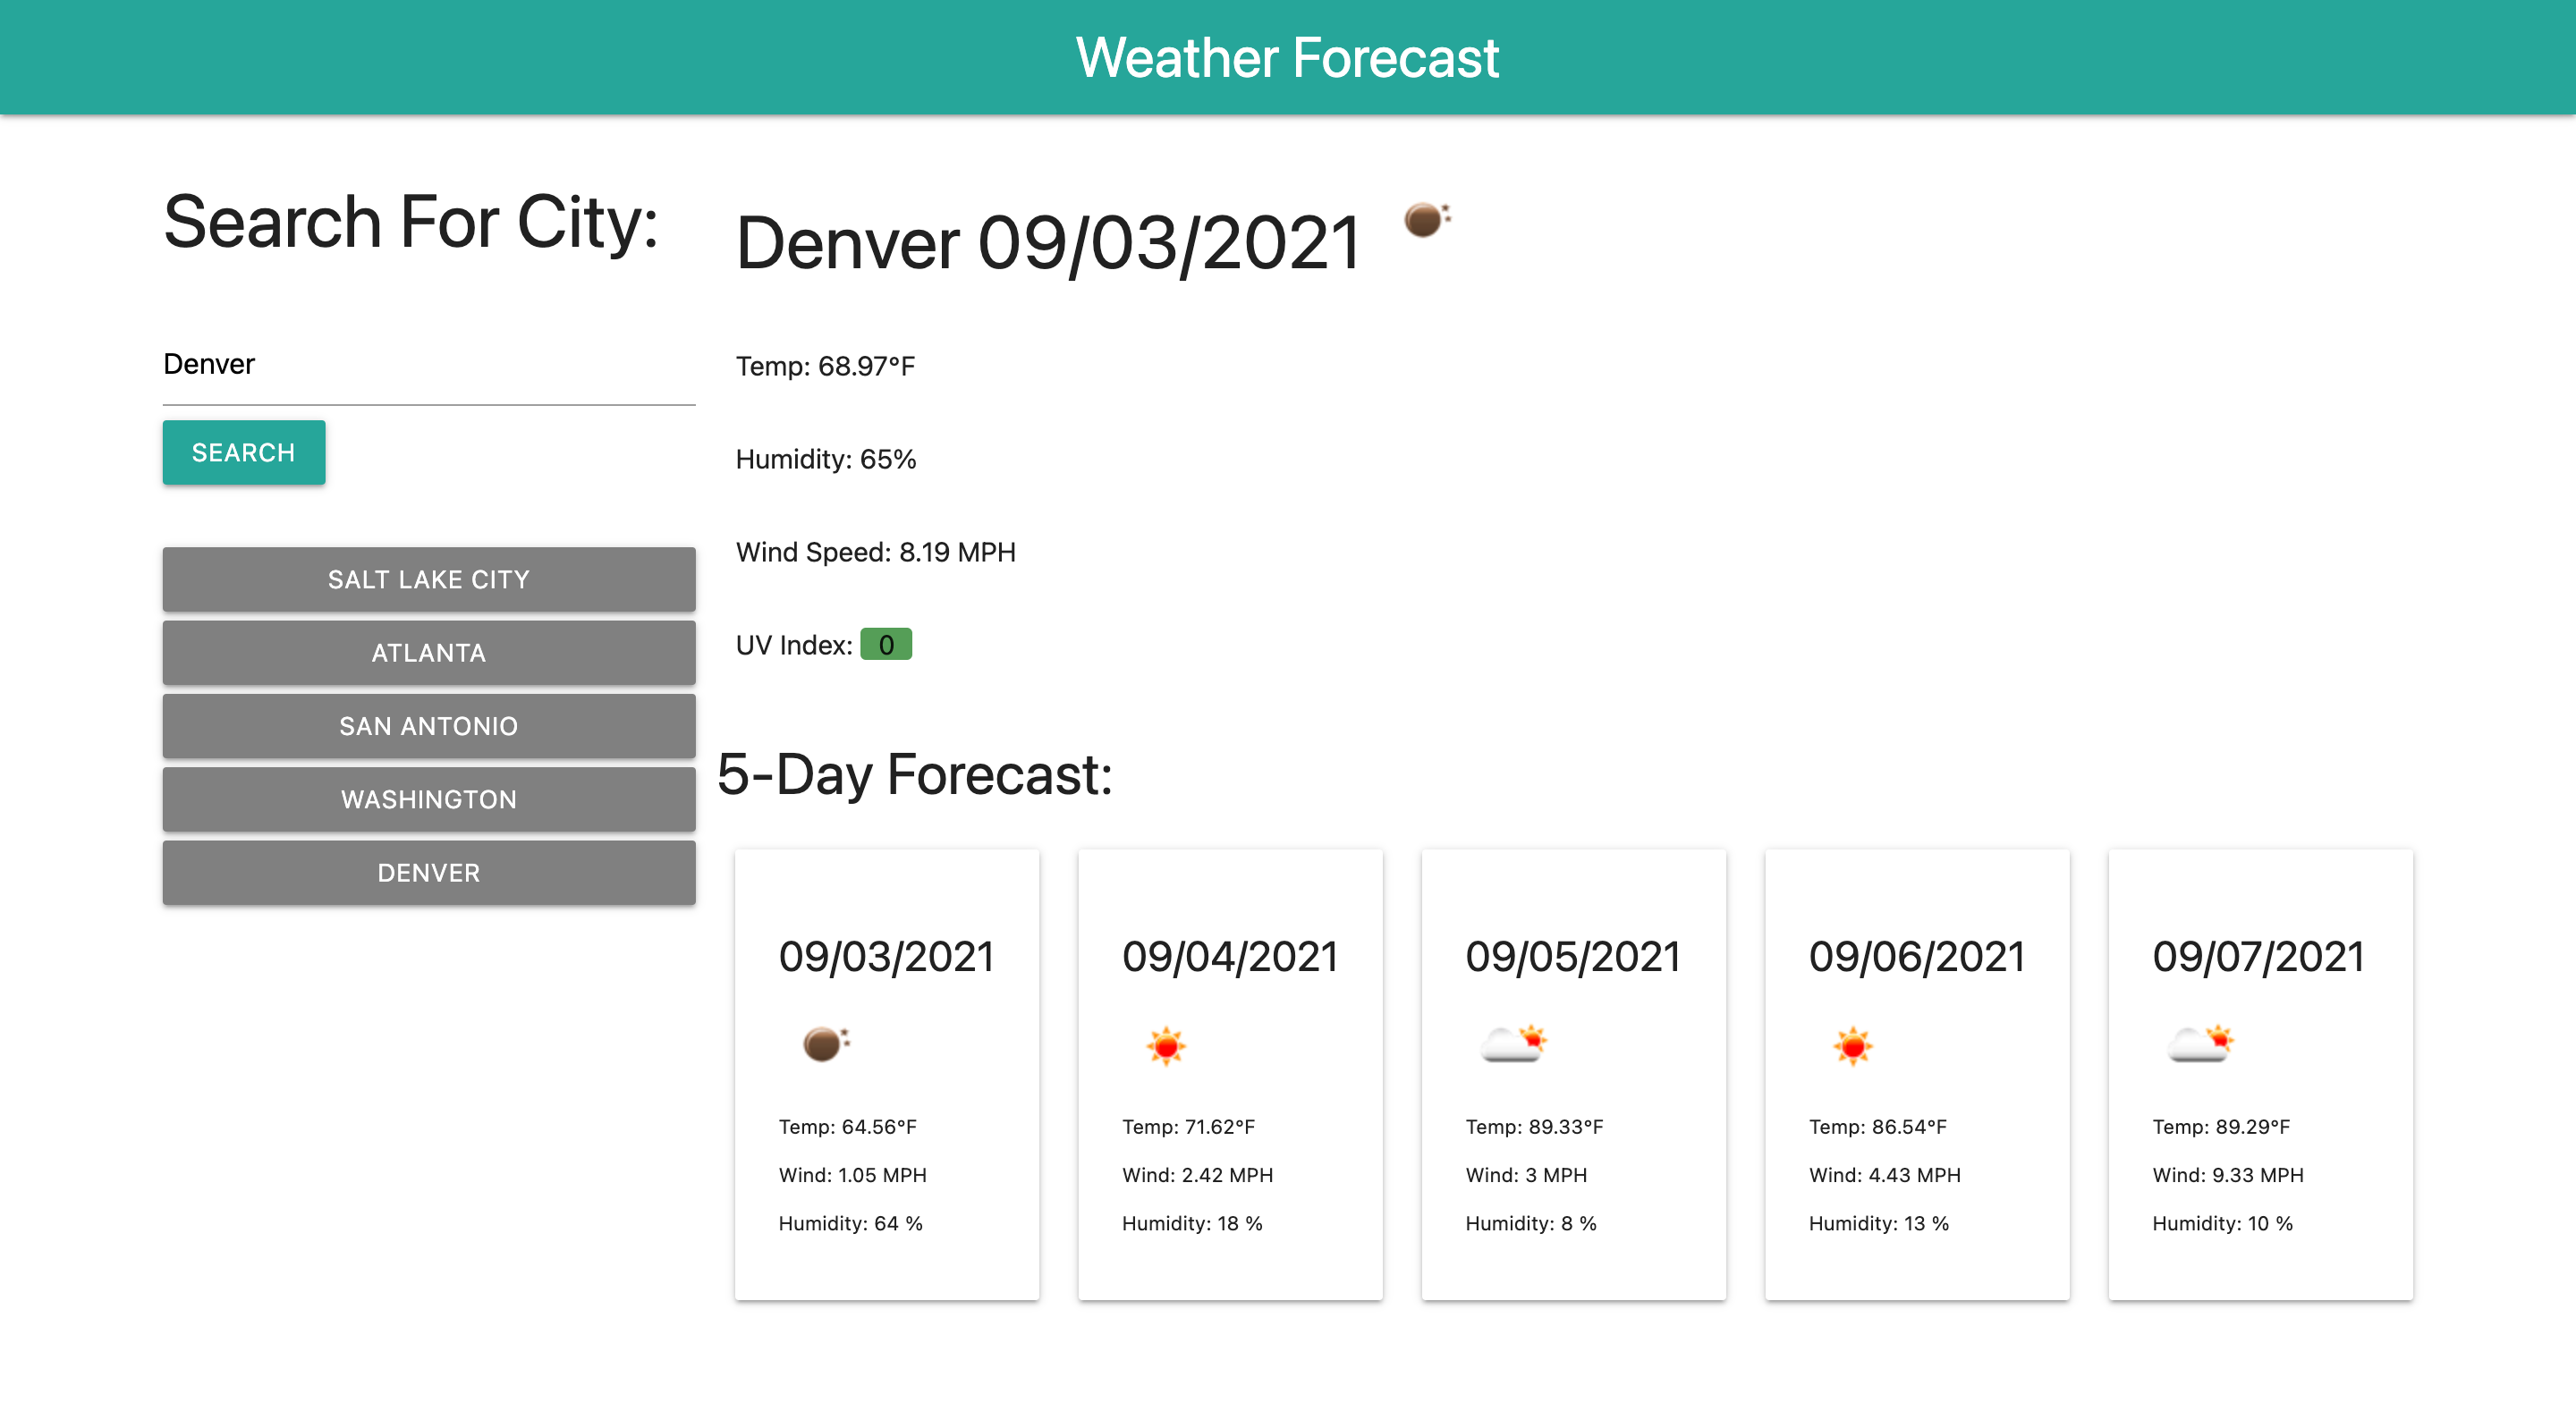 Weather Forecast
Search For City:
Denver
SEARCH
SALT LAKE CITY
ATLANTA
SAN ANTONIO
WASHINGTON
DENVER
Denver 09/03/2021
Temp: 68.97°F
Humidity: 65%
Wind Speed: 8.19 MPH
UV Index: 0
5-Day Forecast:
09/03/2021
Temp: 64.56°F
Wind: 1.05 MPH
Humidity: 64 %
09/04/2021
Temp: 71.62°F
Wind: 2.42 MPH
Humidity: 18 %
09/05/2021
Temp: 89.33°F
Wind: 3 MPH
Humidity: 8 %
09/06/2021
Temp: 86.54°F
Wind: 4.43 MPH
Humidity: 13 %
09/07/2021
Temp: 89.29°F
Wind: 9.33 MPH
Humidity: 10 %